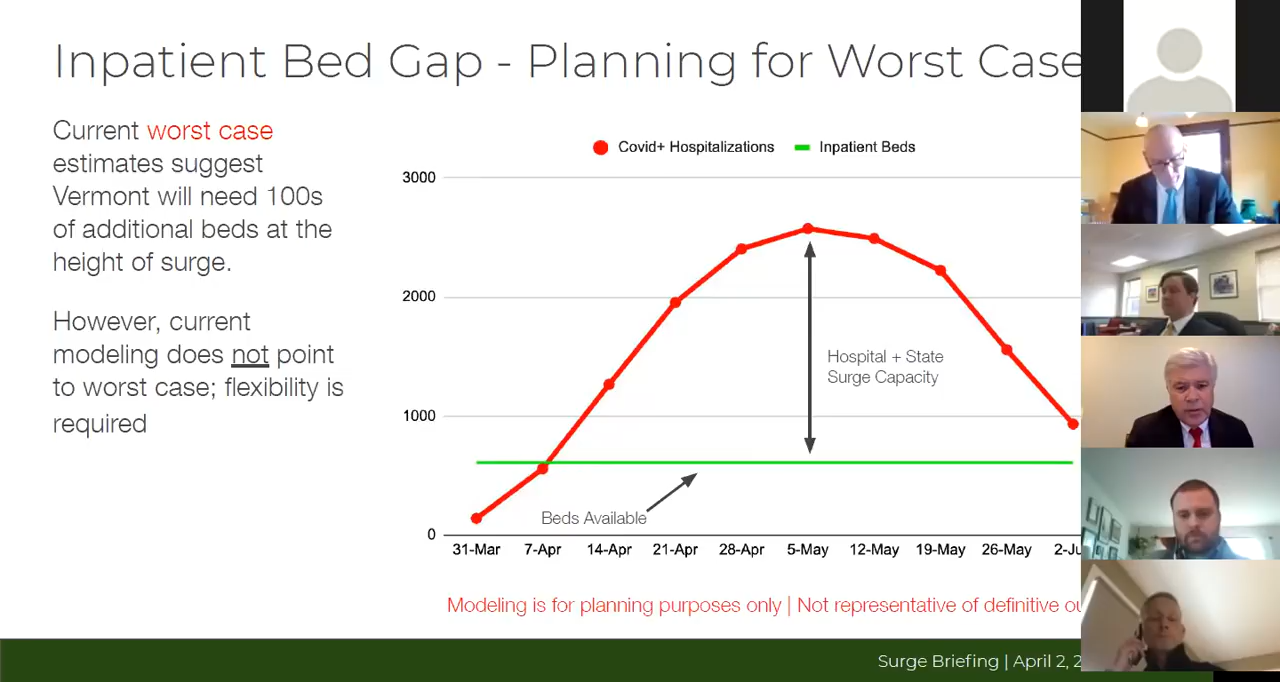 Inpatient Bed Gap - Planning for Worst Case
Current worst case
estimates suggest
Vermont will need 100s
of additional beds at the
height of surge.
However, current
modeling does not point
to worst case; flexibility is
required
Covid+ Hospitalizations
Inpatient Beds
3000
2000
1000
0
Hospital + State
Surge Capacity
Beds Available
31-Mar 7-Apr 14-Apr 21-Apr 28-Apr 5-May 12-May 19-May 26-May
Modeling is for planning purposes only | Not representative of definitive
Surge Briefing | April 2,